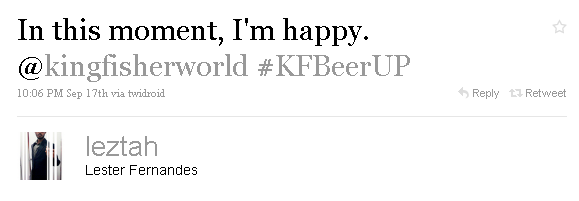 In this moment, I'm happy.
@kingfisherworld #KFBeerUP
10:06 PM Sep 17th via twidroid Reply Retweet
leztah
Lester Fernandes